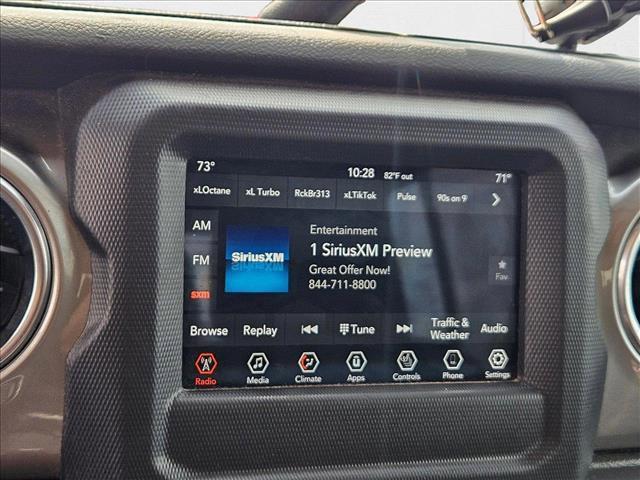 73° 10:28 82°F out 71°
xLOctane xL Turbo RckBr313 xLTikTok Pulse 90s on 9
AM
FM
sxm
SiriusXM
Entertainment
1 SiriusXM Preview
Great Offer Now!
844-711-8800
Fav
Browse Replay Tune Traffic & Weather Audio
Radio Media Climate Apps Controls Phone Settings